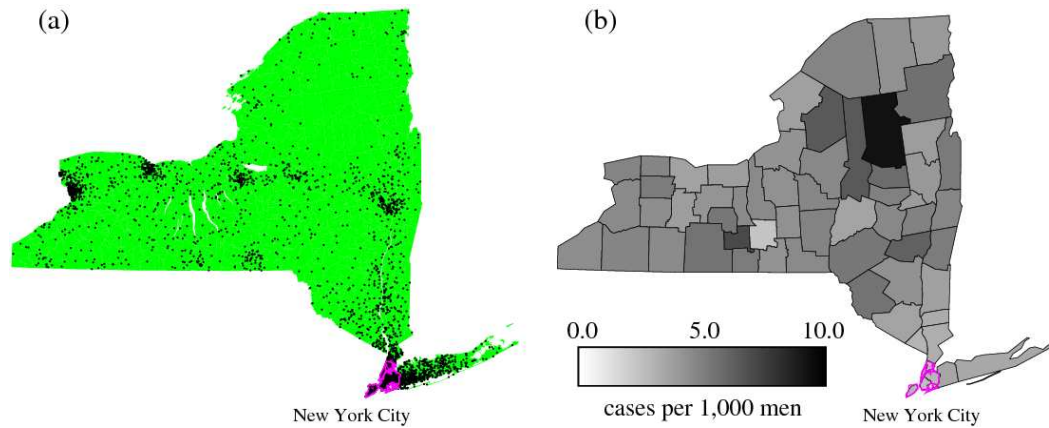 (a)
New York City
(b)
0.0 5.0 10.0
cases per 1,000 men
New York City